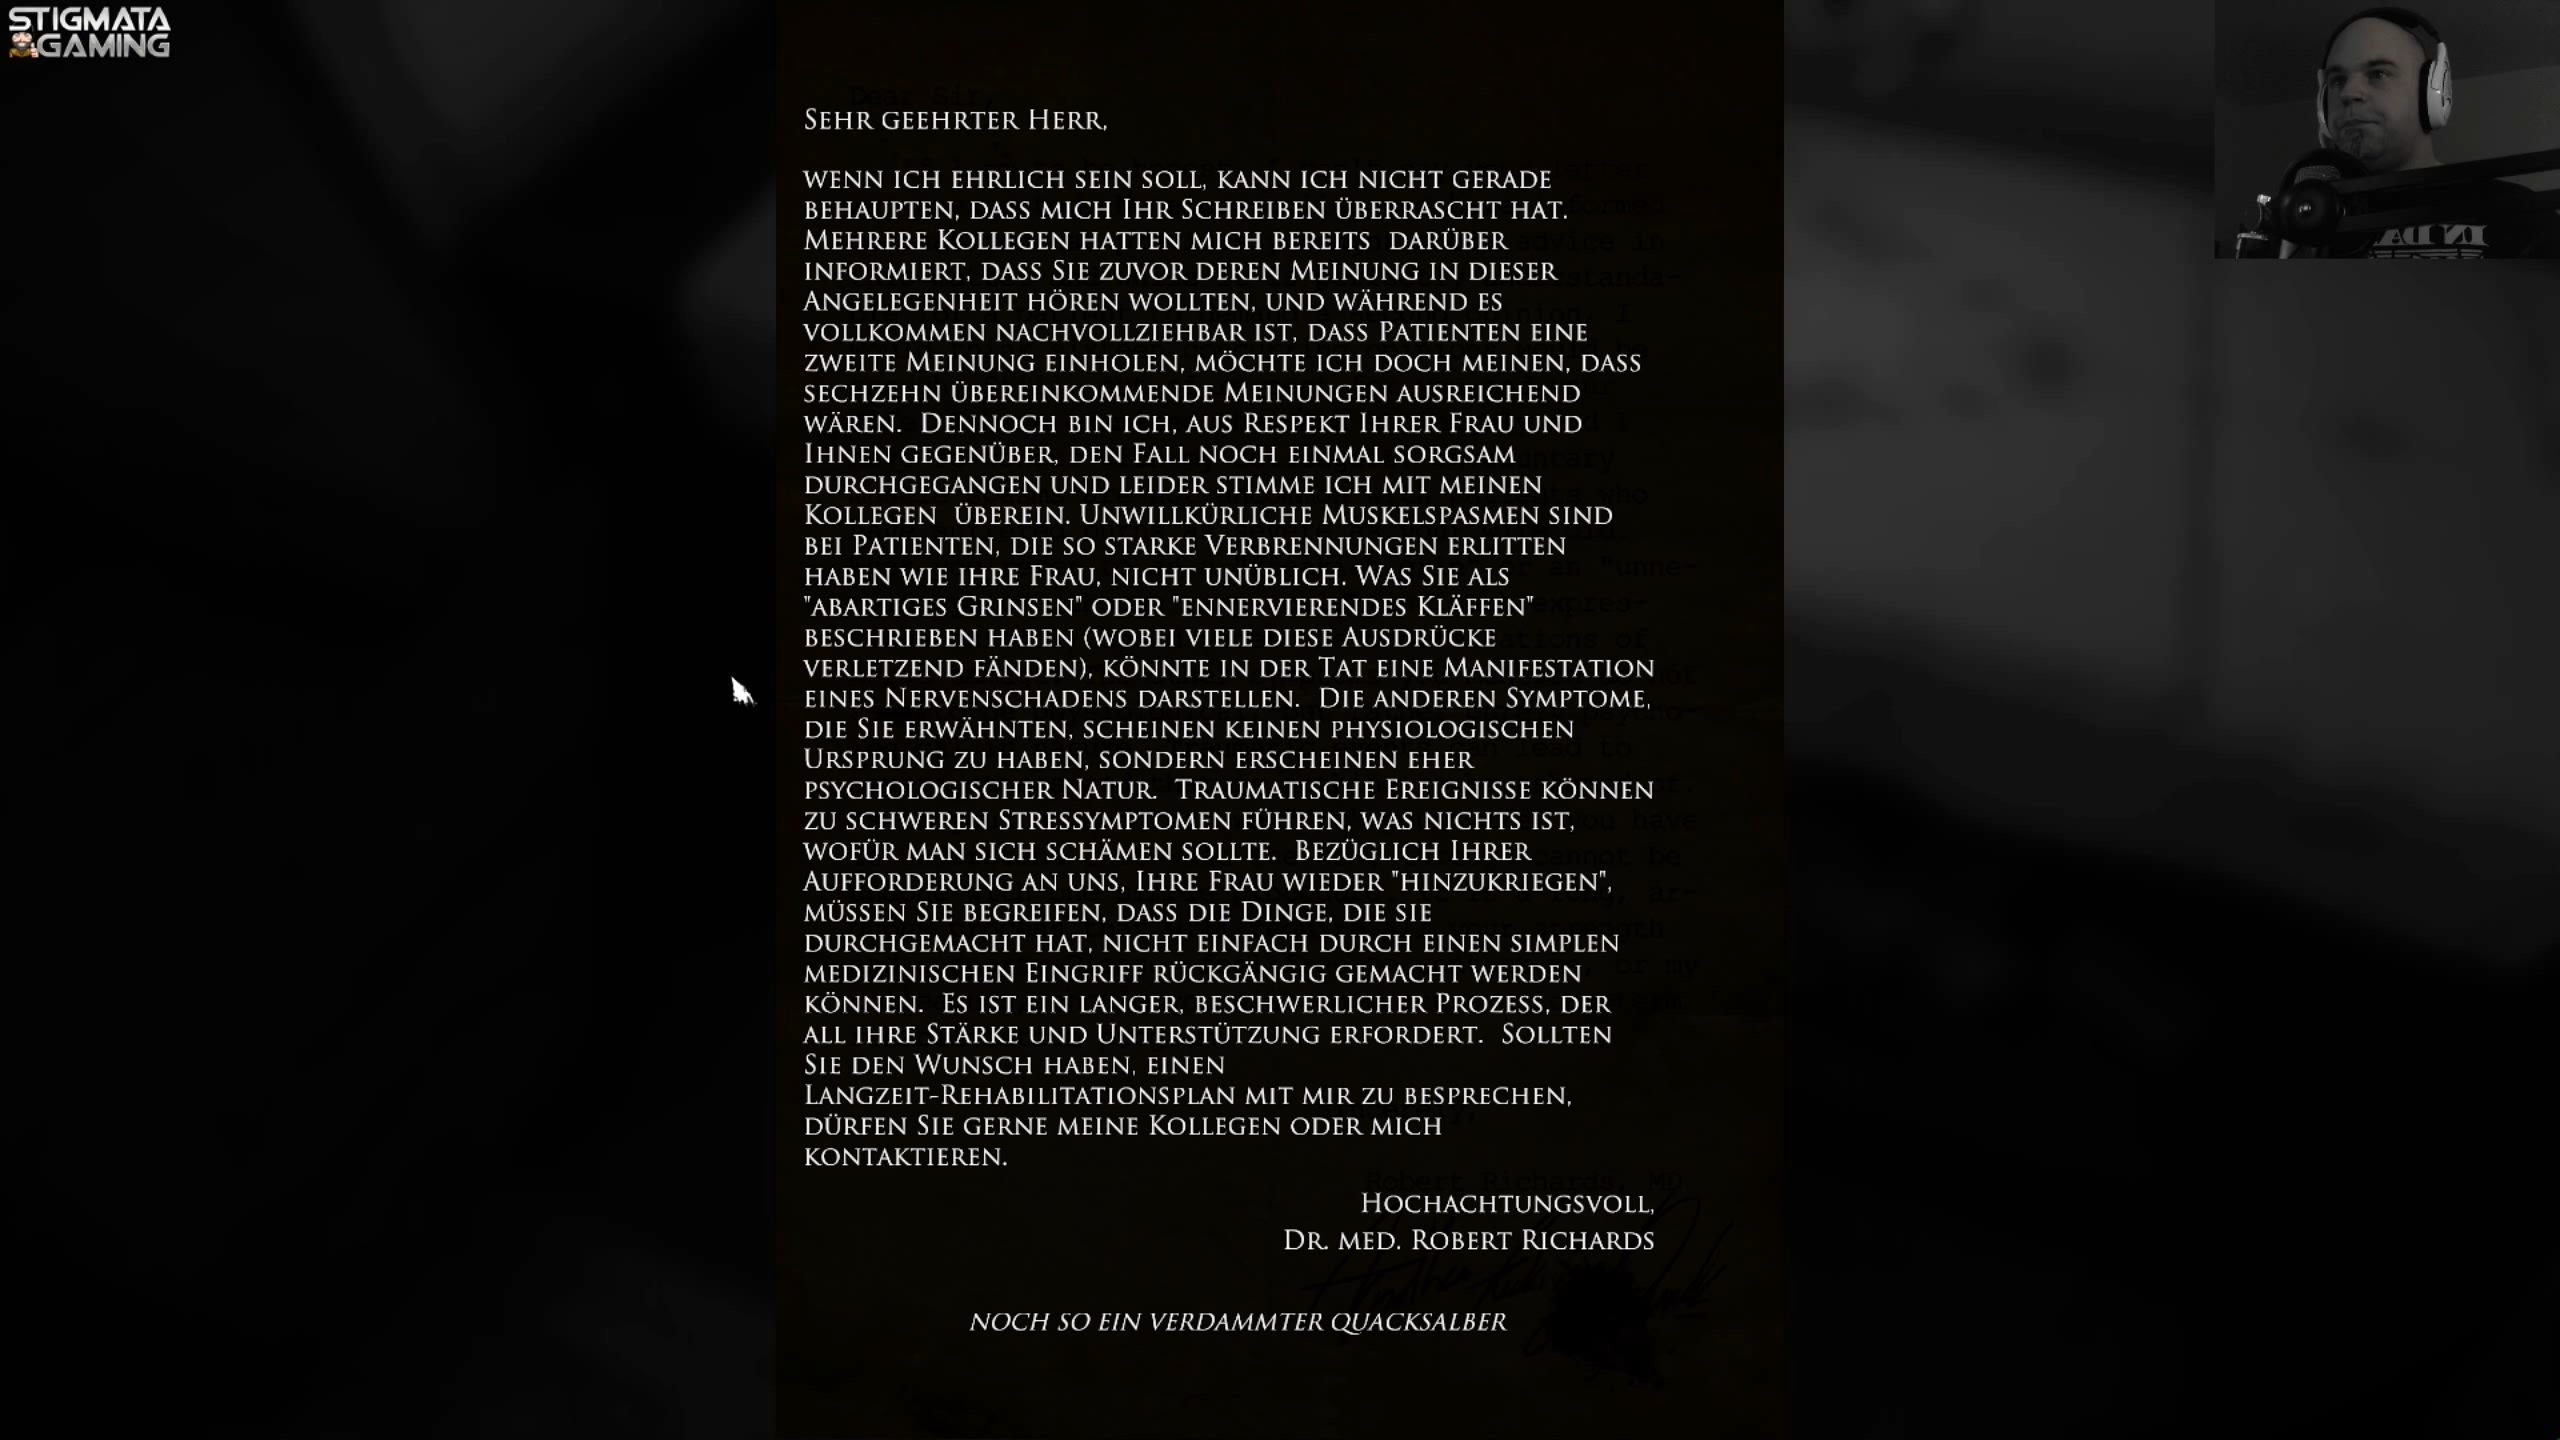 STIGMATA
GAMING
Sehr geehrter Herr,
wenn ich ehrlich sein soll, kann ich nicht gerade
behaupten, dass mich Ihr Schreiben überrascht hat.
Mehrere Kollegen hatten mich bereits  darüber
informiert, dass Sie zuvor deren Meinung in dieser
Angelegenheit hören wollten, und während es
vollkommen nachvollziehbar ist, dass Patienten eine
zweite Meinung einholen, möchte ich doch meinen, dass
sechzehn übereinkommende Meinungen ausreichend
wären.  Dennoch bin ich, aus Respekt Ihrer Frau und
Ihnen gegenüber, den Fall noch einmal sorgsam
durchgegangen und leider stimme ich mit meinen
Kollegen  überein. Unwillkürliche Muskelspasmen sind
bei Patienten, die so starke Verbrennungen erlitten
haben wie ihre Frau, nicht unüblich. Was Sie als
"abartiges Grinsen" oder "ennervierendes Kläffen"
beschrieben haben (wobei viele diese Ausdrücke
verletzend fänden), könnte in der Tat eine Manifestation
eines Nervenschadens darstellen.  Die anderen Symptome,
die Sie erwähnten, scheinen keinen physiologischen
Ursprung zu haben, sondern erscheinen eher
psychologischer Natur.  Traumatische Ereignisse können
zu schweren Stressymptomen führen, was nichts ist,
wofür man sich schämen sollte.  Bezüglich Ihrer
Aufforderung an uns, Ihre Frau wieder "hinzukriegen",
müssen Sie begreifen, dass die Dinge, die sie
durchgemacht hat, nicht einfach durch einen simplen
medizinischen Eingriff rückgängig gemacht werden
können.  Es ist ein langer, beschwerlicher Prozess, der
all ihre Stärke und Unterstützung erfordert.  Sollten
Sie den Wunsch haben, einen
Langzeit-Rehabilitationsplan mit mir zu besprechen,
dürfen Sie gerne meine Kollegen oder mich
kontaktieren.
Hochachtungsvoll,
Dr. med. Robert Richards
noch so ein verdammter Quacksalber